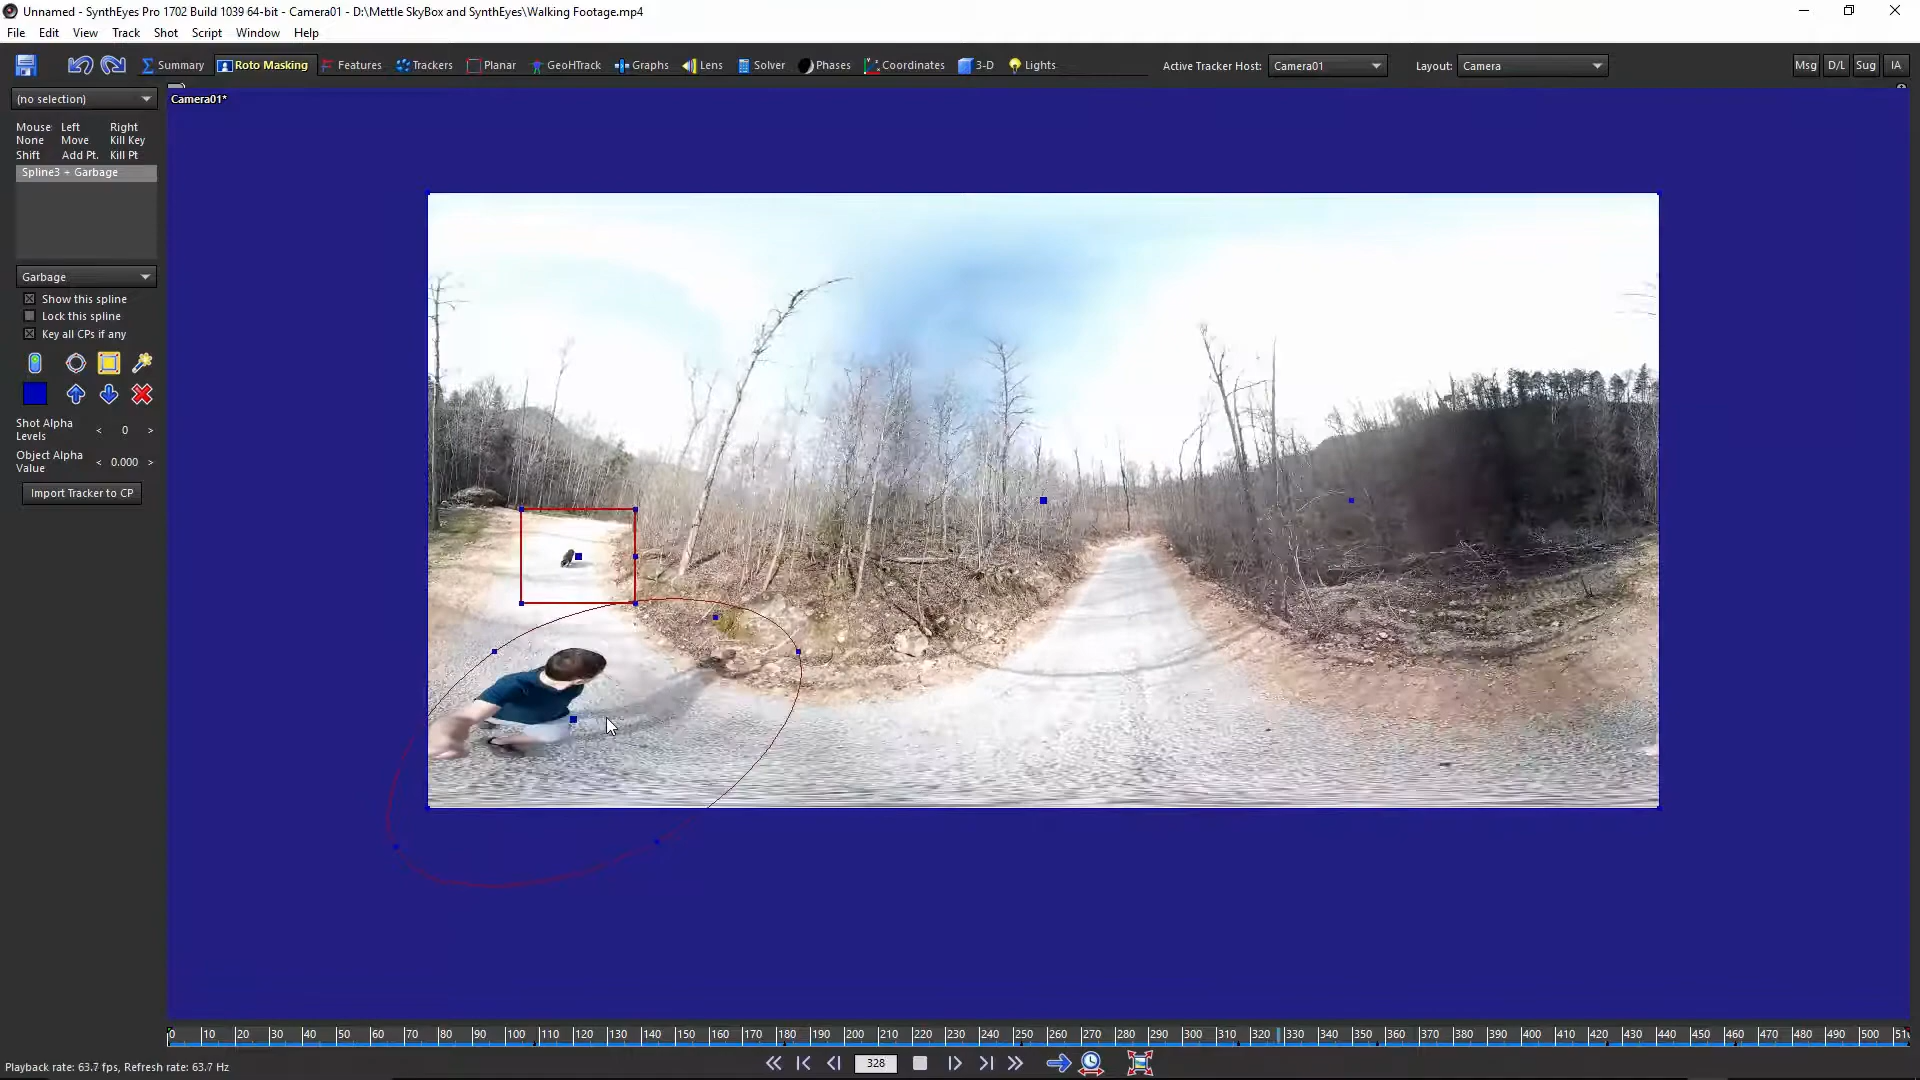 Unnamed - SynthEyes Pro 1702 Build 1039 64-bit - Camera01 - D:\Mettle SkyBox and SynthEyes\Walking Footage.mp4
File Edit View Track Shot Script Window Help
Summary Roto Masking Features Trackers Planar GeoHTrack Graphs Lens Solver Phases Coordinates 3-D Lights Active Tracker Host: Camera01 Layout: Camera Msg D/L Sug IA
(no selection)
Camera01*
Mouse Left Right
None Move Kill Key
Shift Add Pt. Kill Pt
Spline3 + Garbage
Garbage
Show this spline
Lock this spline
Key all CPs if any
Shot Alpha
Levels < 0 >
Object Alpha
Value < 0.000 >
Import Tracker to CP
0 10 20 30 40 50 60 70 80 90 100 110 120 130 140 150 160 170 180 190 200 210 220 230 240 250 260 270 280 290 300 310 320 330 340 350 360 370 380 390 400 410 420 430 440 450 460 470 480 490 500
328
Playback rate: 63.7 fps, Refresh rate: 63.7 Hz